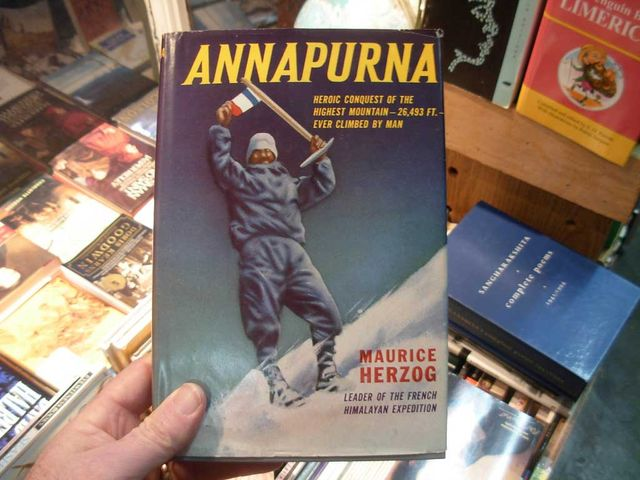 ANNAPURNA
HEROIC CONQUEST OF THE
HIGHEST MOUNTAIN—26,493 FT.—
EVER CLIMBED BY MAN
MAURICE
HERZOG
LEADER OF THE FRENCH
HIMALAYAN EXPEDITION
SANGHARAKSHITA
complete poems
GOODWIN